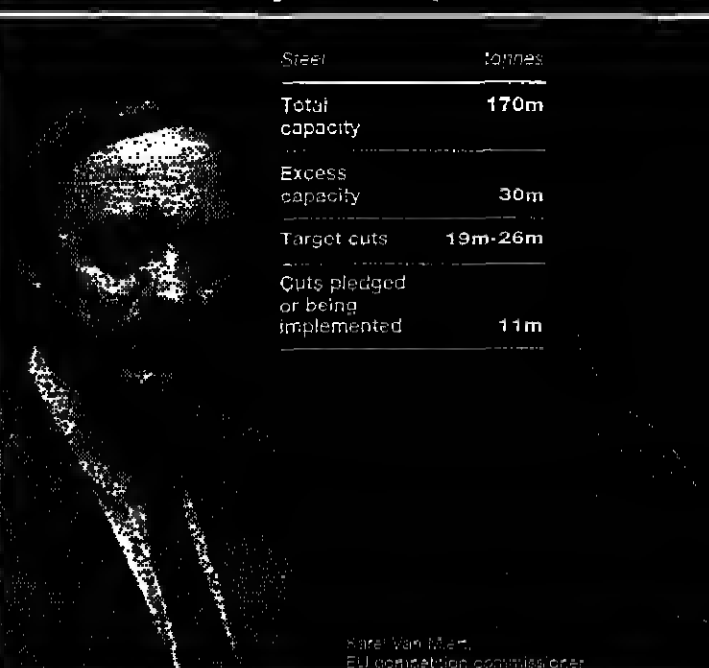 Steel tonnes
Total
capacity 170m
Excess
capacity 30m
Target cuts 19m-26m
Cuts pledged
or being
implemented 11m
Karel Van Miert,
EU competition commissioner